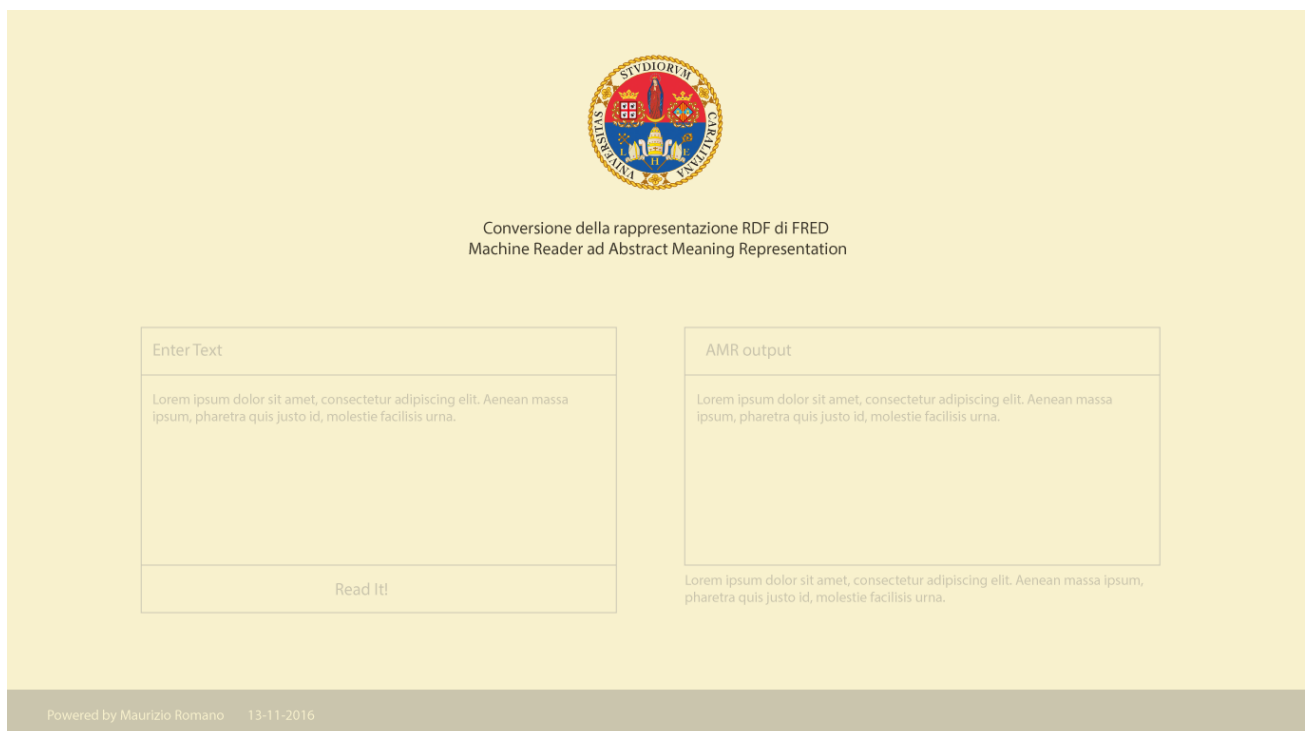 STVDIORVM
VNIVERSITAS
CARALITANA
L H E
Conversione della rappresentazione RDF di FRED
Machine Reader ad Abstract Meaning Representation
Enter Text
Lorem ipsum dolor sit amet, consectetur adipiscing elit. Aenean massa
ipsum, pharetra quis justo id, molestie facilisis urna.
Read It!
AMR output
Lorem ipsum dolor sit amet, consectetur adipiscing elit. Aenean massa
ipsum, pharetra quis justo id, molestie facilisis urna.
Lorem ipsum dolor sit amet, consectetur adipiscing elit. Aenean massa ipsum,
pharetra quis justo id, molestie facilisis urna.
Powered by Maurizio Romano 13-11-2016